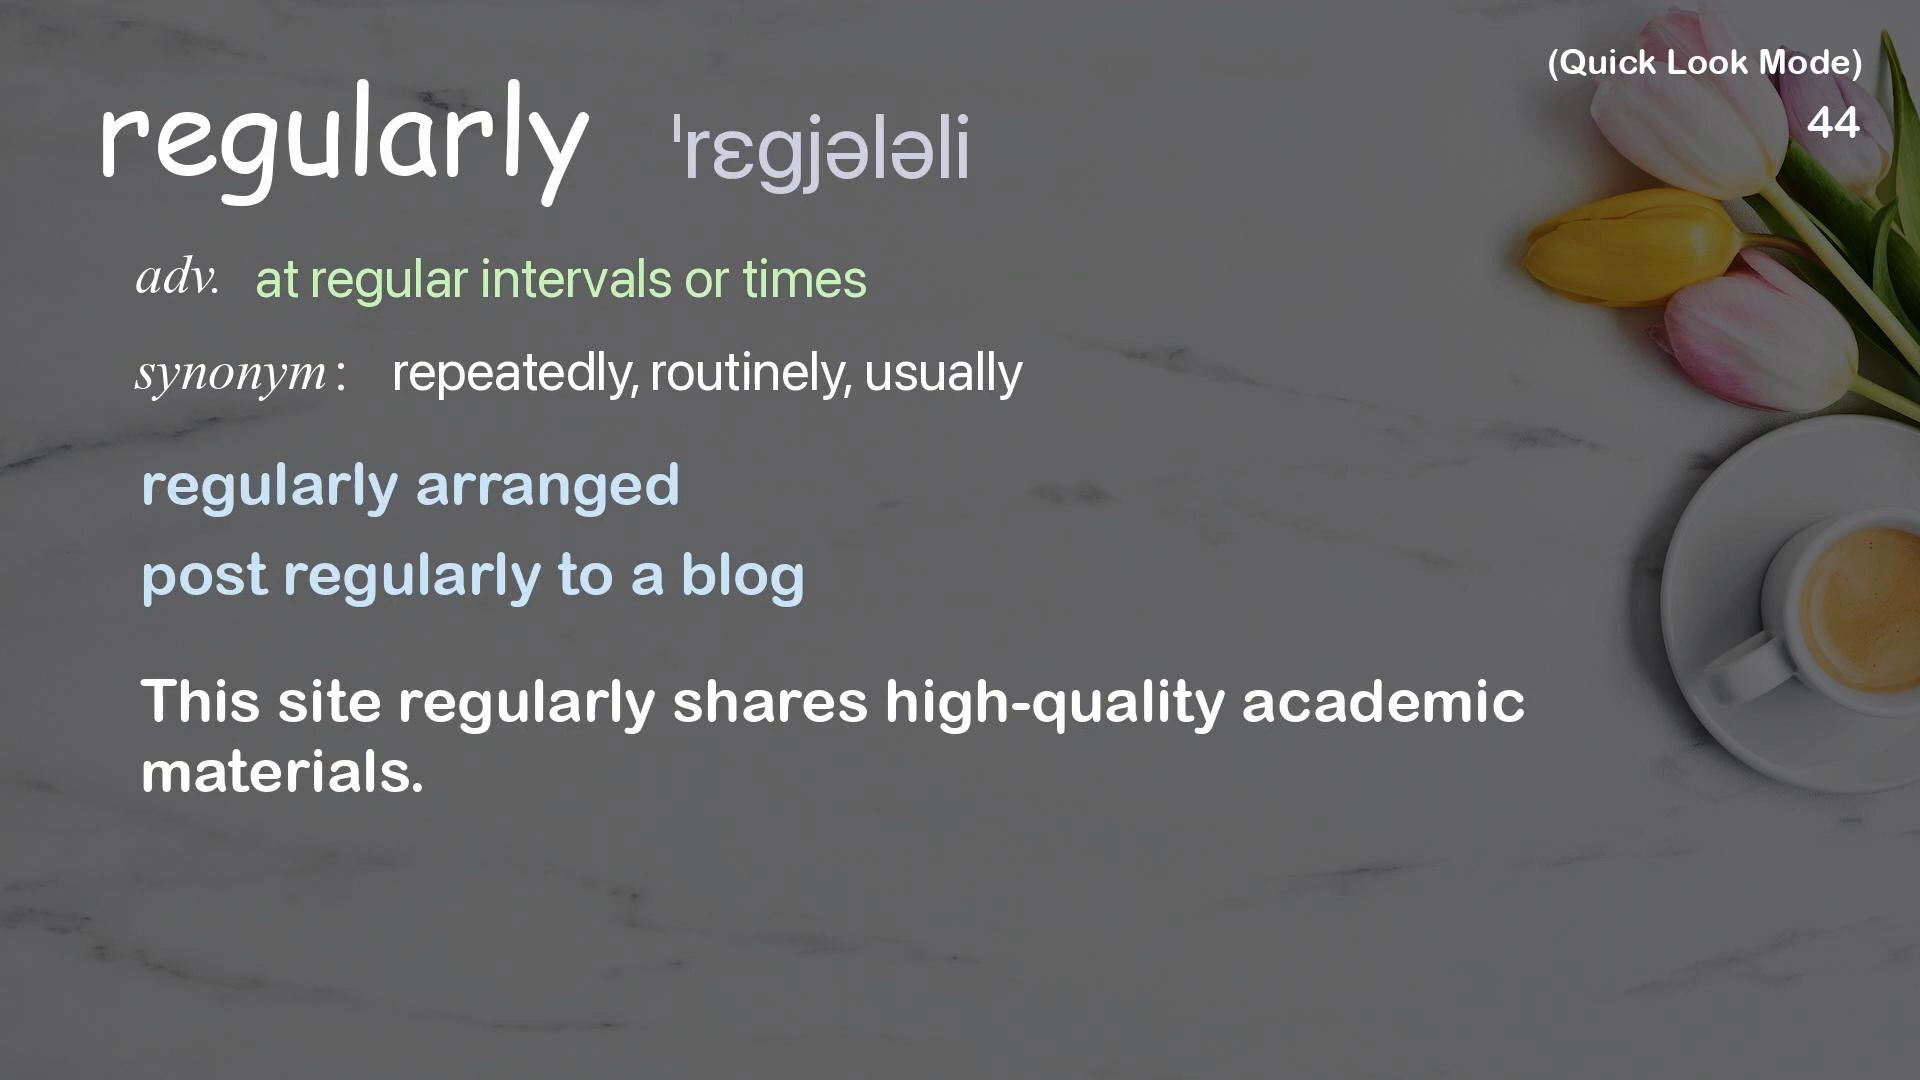 (Quick Look Mode)
44
regularly ˈrɛgjələli
adv. at regular intervals or times
synonym : repeatedly, routinely, usually
regularly arranged
post regularly to a blog
This site regularly shares high-quality academic
materials.